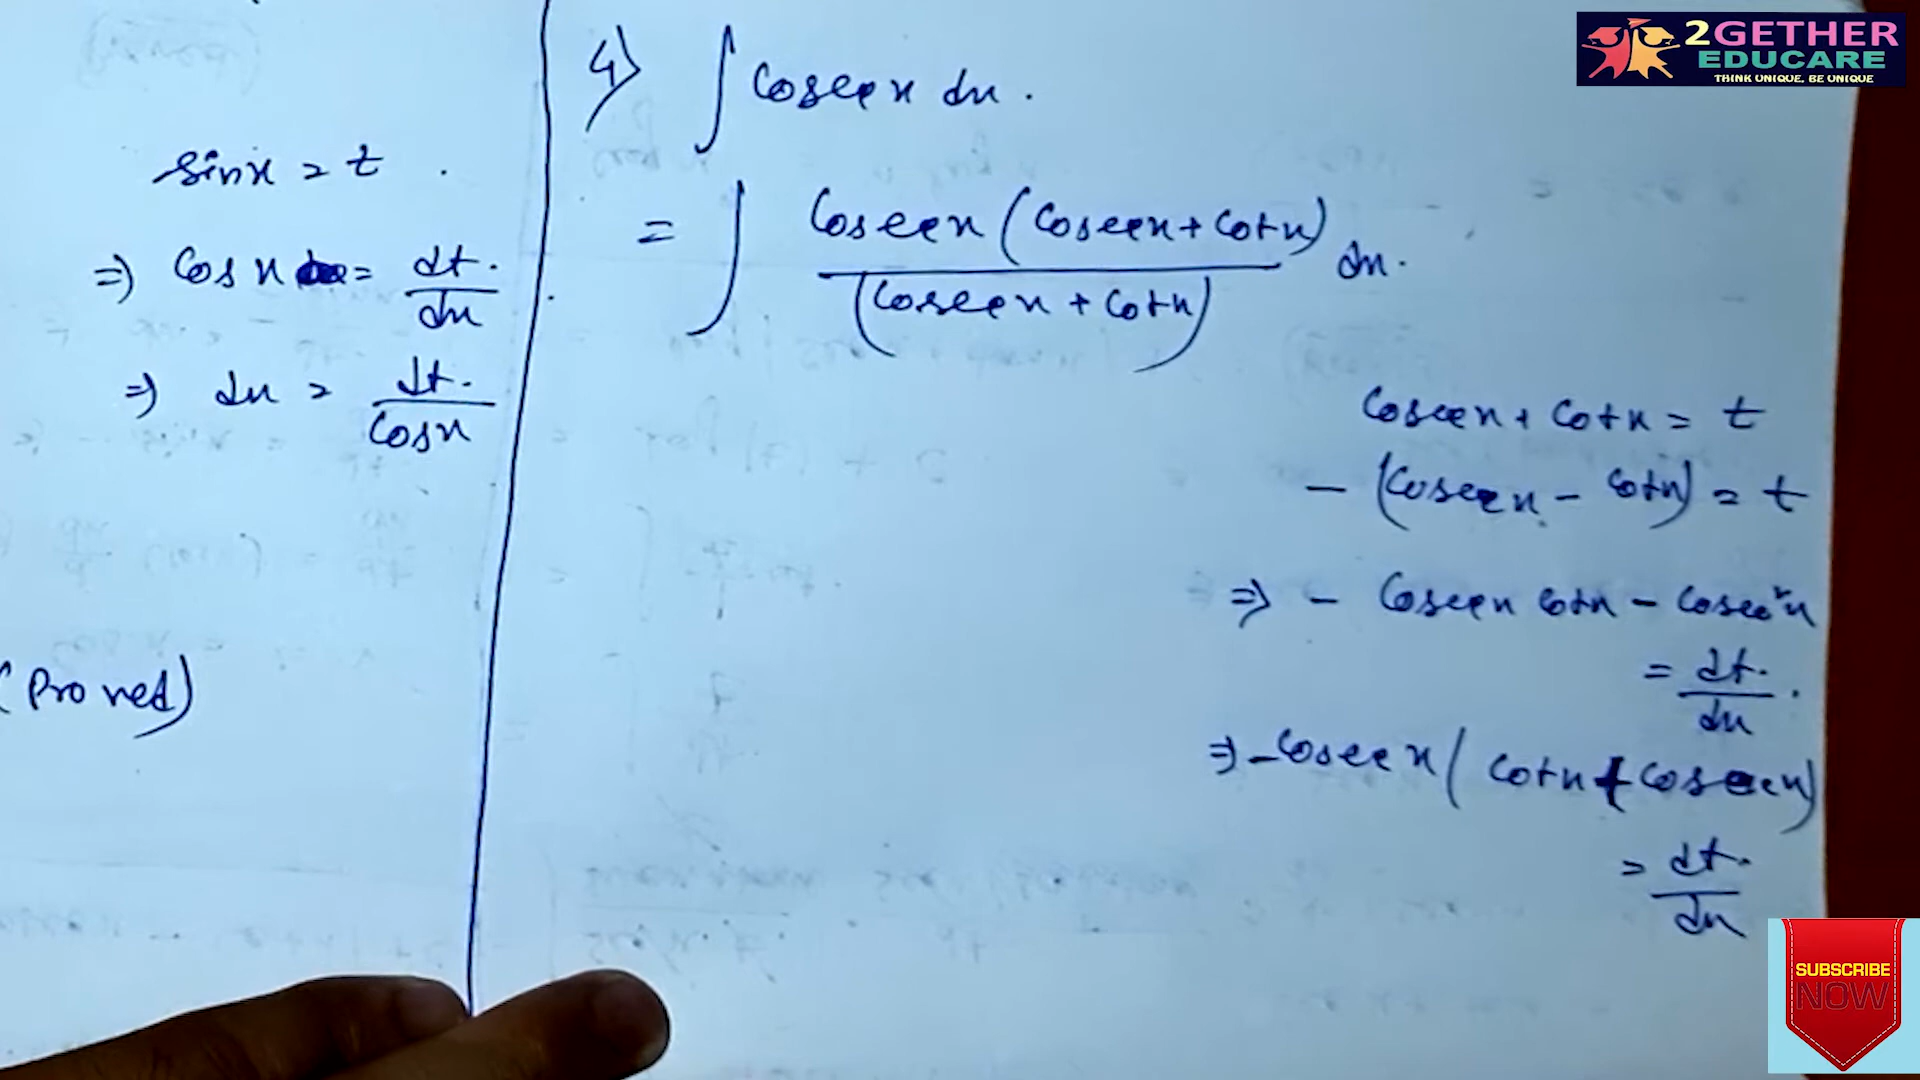 2GETHER
EDUCARE
THINK UNIQUE, BE UNIQUE
sinx = t .
=> cosx = dt/dx .
=> dx = dt/cosx .
(Proved)
4) ∫ cosecx dx .
= ∫ cosecx (cosecx + cotx) / (cosecx + cotx) dx .
cosecx + cotx = t
- (cosecx - cotx) = t
=> - cosecx cotx - cosec²x
= dt/dx .
=> - cosecx (cotx + cosecx)
= dt/dx .
SUBSCRIBE
NOW